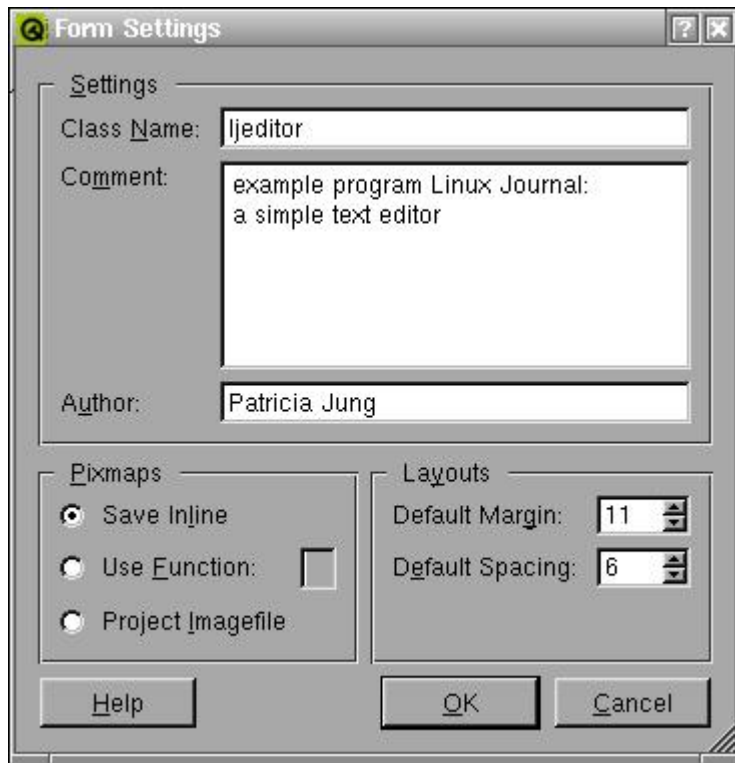 Form Settings
Settings
Class Name: ljeditor
Comment: example program Linux Journal:
a simple text editor
Author: Patricia Jung
Pixmaps
Save Inline
Use Function:
Project Imagefile
Layouts
Default Margin: 11
Default Spacing: 6
Help OK Cancel